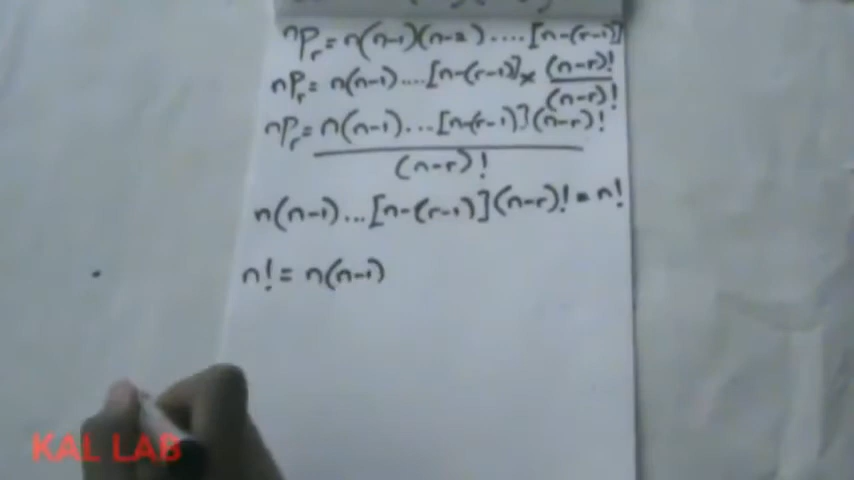 nPr = n(n-1)(n-2)....[n-(r-1)]
nPr = n(n-1)....[n-(r-1)] × (n-r)!/(n-r)!
nPr = n(n-1)...[n-(r-1)](n-r)!/(n-r)!
n(n-1)...[n-(r-1)](n-r)! = n!
n! = n(n-1)
KAL LAB